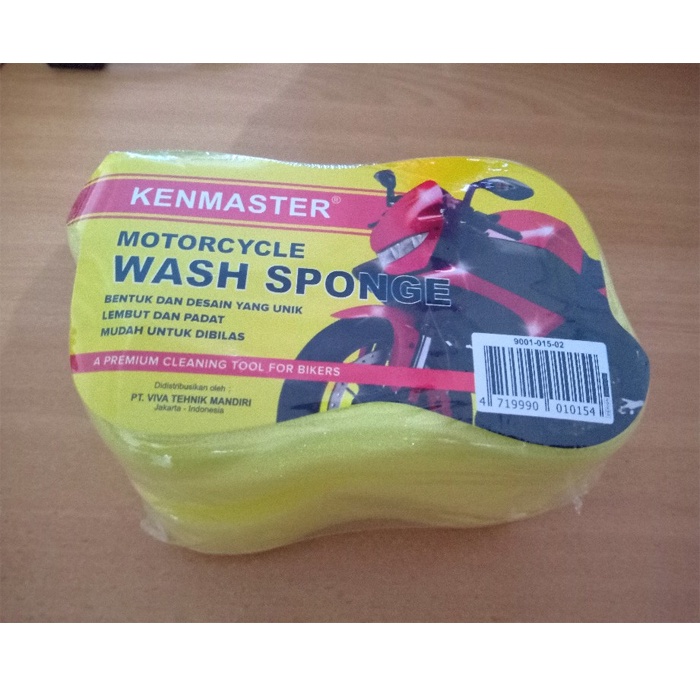 KENMASTER®
MOTORCYCLE
WASH SPONGE
BENTUK DAN DESAIN YANG UNIK
LEMBUT DAN PADAT
MUDAH UNTUK DIBILAS
A PREMIUM CLEANING TOOL FOR BIKERS
Didistribusikan oleh :
PT. VIVA TEHNIK MANDIRI
Jakarta - Indonesia
9001-015-02
4 719990 010154